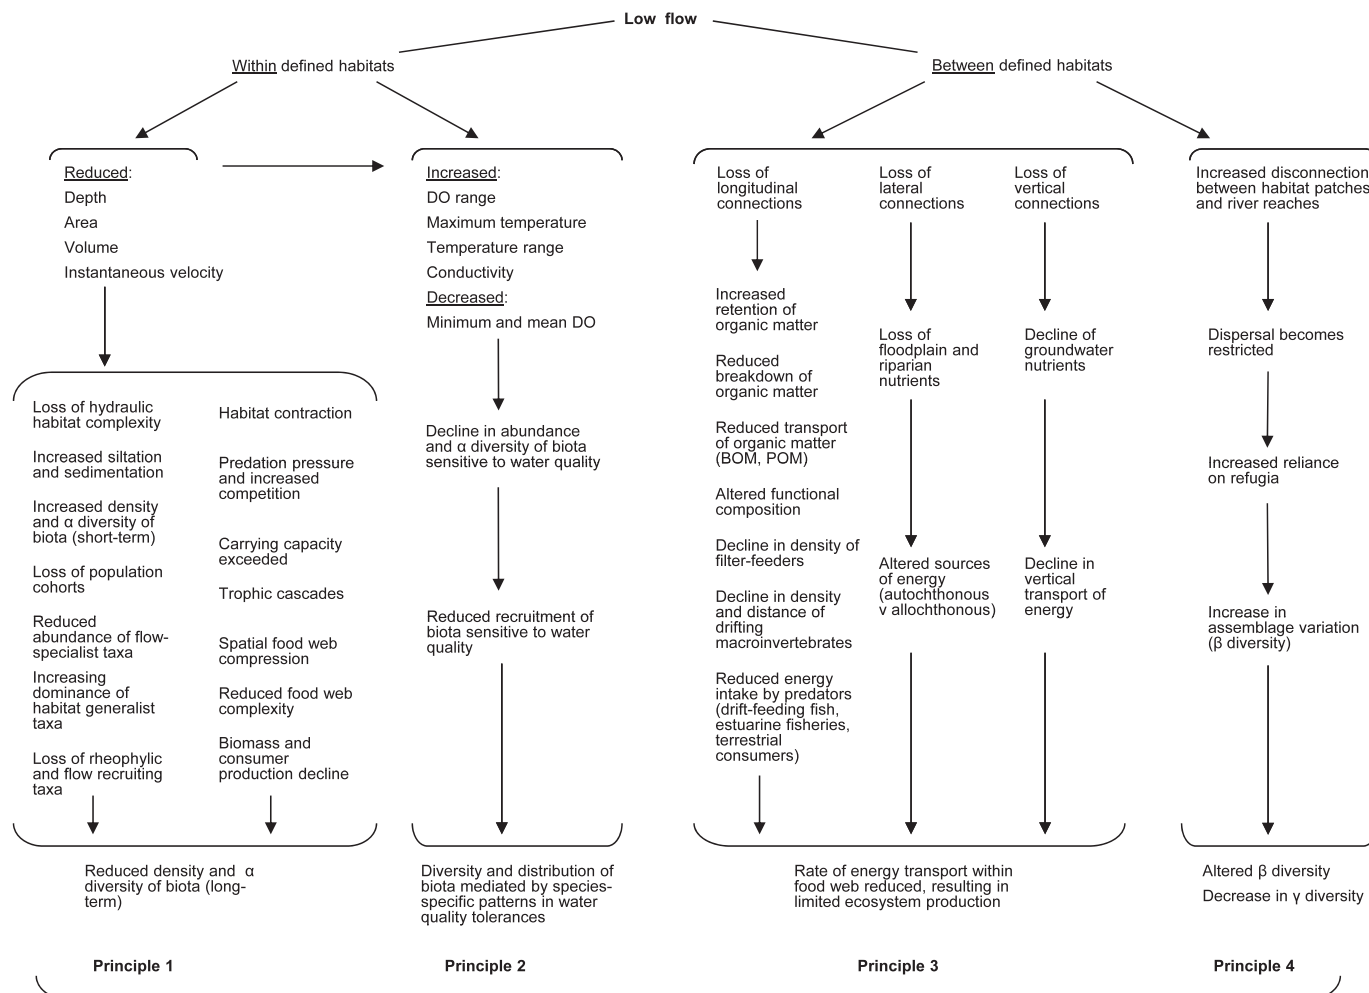 Low flow
Within defined habitats
Between defined habitats
Reduced:
Depth
Area
Volume
Instantaneous velocity
Loss of hydraulic
habitat complexity
Increased siltation
and sedimentation
Increased density
and α diversity of
biota (short-term)
Loss of population
cohorts
Reduced
abundance of flow-
specialist taxa
Increasing
dominance of
habitat generalist
taxa
Loss of rheophylic
and flow recruiting
taxa
Habitat contraction
Predation pressure
and increased
competition
Carrying capacity
exceeded
Trophic cascades
Spatial food web
compression
Reduced food web
complexity
Biomass and
consumer
production decline
Reduced density and α
diversity of biota (long-
term)
Principle 1
Increased:
DO range
Maximum temperature
Temperature range
Conductivity
Decreased:
Minimum and mean DO
Decline in abundance
and α diversity of biota
sensitive to water quality
Reduced recruitment of
biota sensitive to water
quality
Diversity and distribution of
biota mediated by species-
specific patterns in water
quality tolerances
Principle 2
Loss of
longitudinal
connections
Increased
retention of
organic matter
Reduced
breakdown of
organic matter
Reduced transport
of organic matter
(BOM, POM)
Altered functional
composition
Decline in density of
filter-feeders
Decline in density
and distance of
drifting
macroinvertebrates
Reduced energy
intake by predators
(drift-feeding fish,
estuarine fisheries,
terrestrial
consumers)
Loss of
lateral
connections
Loss of
floodplain and
riparian
nutrients
Altered sources
of energy
(autochthonous
v allochthonous)
Loss of
vertical
connections
Decline of
groundwater
nutrients
Decline in
vertical
transport of
energy
Rate of energy transport within
food web reduced, resulting in
limited ecosystem production
Principle 3
Increased disconnection
between habitat patches
and river reaches
Dispersal becomes
restricted
Increased reliance
on refugia
Increase in
assemblage variation
(β diversity)
Altered β diversity
Decrease in γ diversity
Principle 4